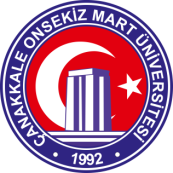 ÇANAKKALE ONSEKİZ MART ÜNİVERSİTESİ
• 1992 •